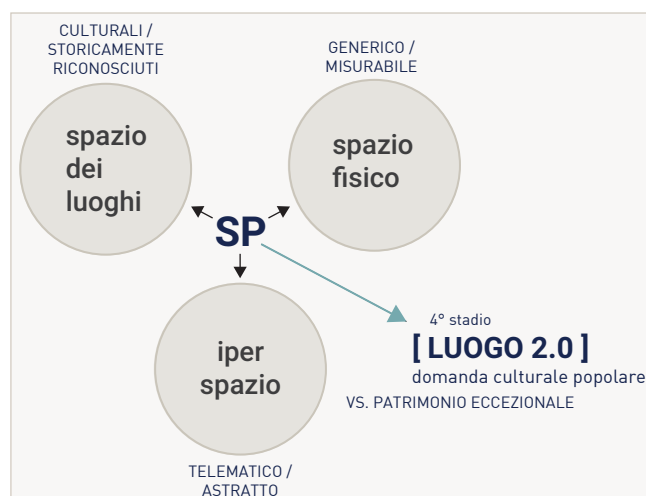 CULTURALI /
STORICAMENTE
RICONOSCIUTI
spazio
dei
luoghi
GENERICO /
MISURABILE
spazio
fisico
SP
iper
spazio
TELEMATICO /
ASTRATTO
4° stadio
[ LUOGO 2.0 ]
domanda culturale popolare
VS. PATRIMONIO ECCEZIONALE